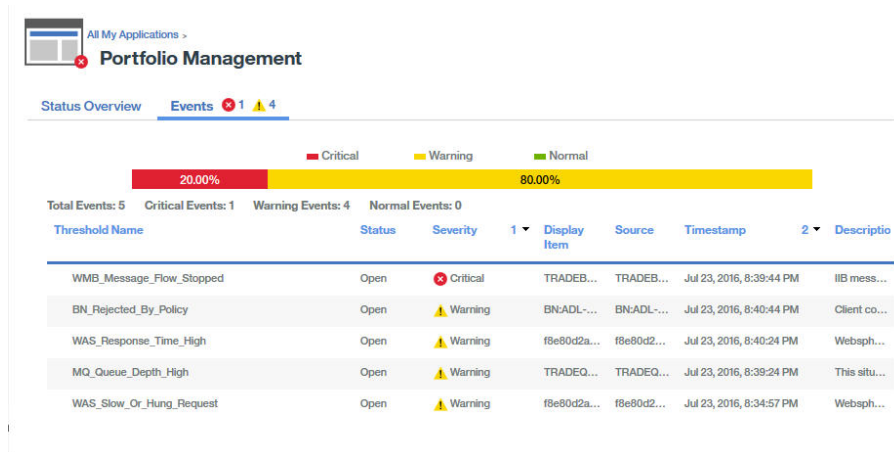 All My Applications >
Portfolio Management
Status Overview Events 1 4
Critical Warning Normal
20.00% 80.00%
Total Events: 5 Critical Events: 1 Warning Events: 4 Normal Events: 0
Threshold Name Status Severity 1 Display Item Source Timestamp 2 Descriptio
WMB_Message_Flow_Stopped Open Critical TRADEB... TRADEB... Jul 23, 2016, 8:39:44 PM IIB mess...
BN_Rejected_By_Policy Open Warning BN:ADL-... BN:ADL-... Jul 23, 2016, 8:40:44 PM Client co...
WAS_Response_Time_High Open Warning f8e80d2a... f8e80d2... Jul 23, 2016, 8:40:24 PM Websph...
MQ_Queue_Depth_High Open Warning TRADEQ... TRADEQ... Jul 23, 2016, 8:39:24 PM This situ...
WAS_Slow_Or_Hung_Request Open Warning f8e80d2a... f8e80d2... Jul 23, 2016, 8:34:57 PM Websph...